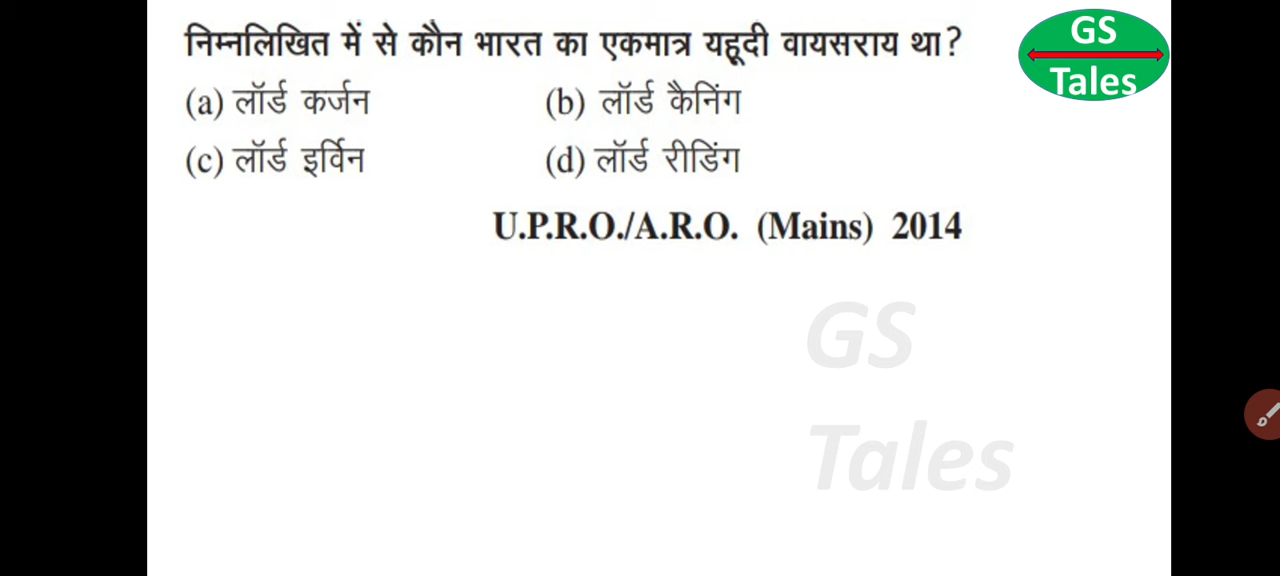 निम्नलिखित में से कौन भारत का एकमात्र यहूदी वायसराय था?
(a) लॉर्ड कर्जन (b) लॉर्ड कैनिंग
(c) लॉर्ड इर्विन (d) लॉर्ड रीडिंग
U.P.R.O./A.R.O. (Mains) 2014
GS
Tales
GS
Tales